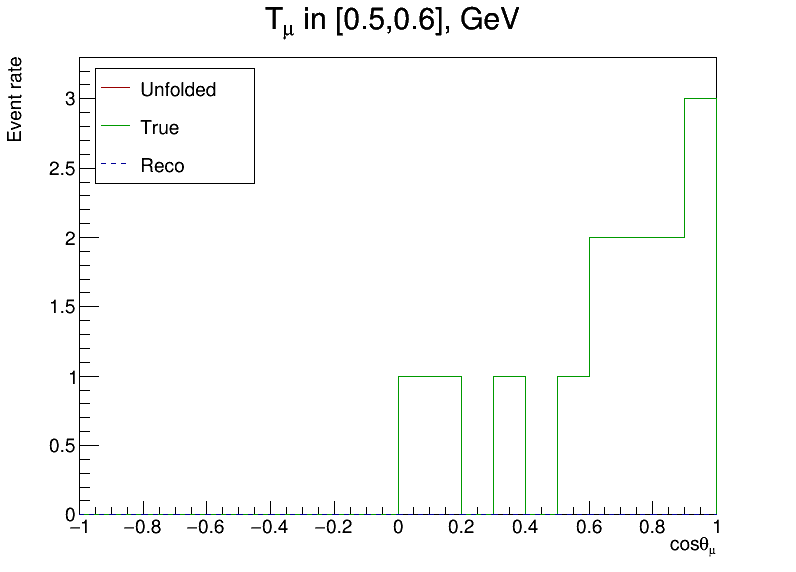 Tμ in [0.5,0.6], GeV
Event rate
Unfolded
True
Reco
3
2.5
2
1.5
1
0.5
0
−1 −0.8 −0.6 −0.4 −0.2 0 0.2 0.4 0.6 0.8 1
cosθμ